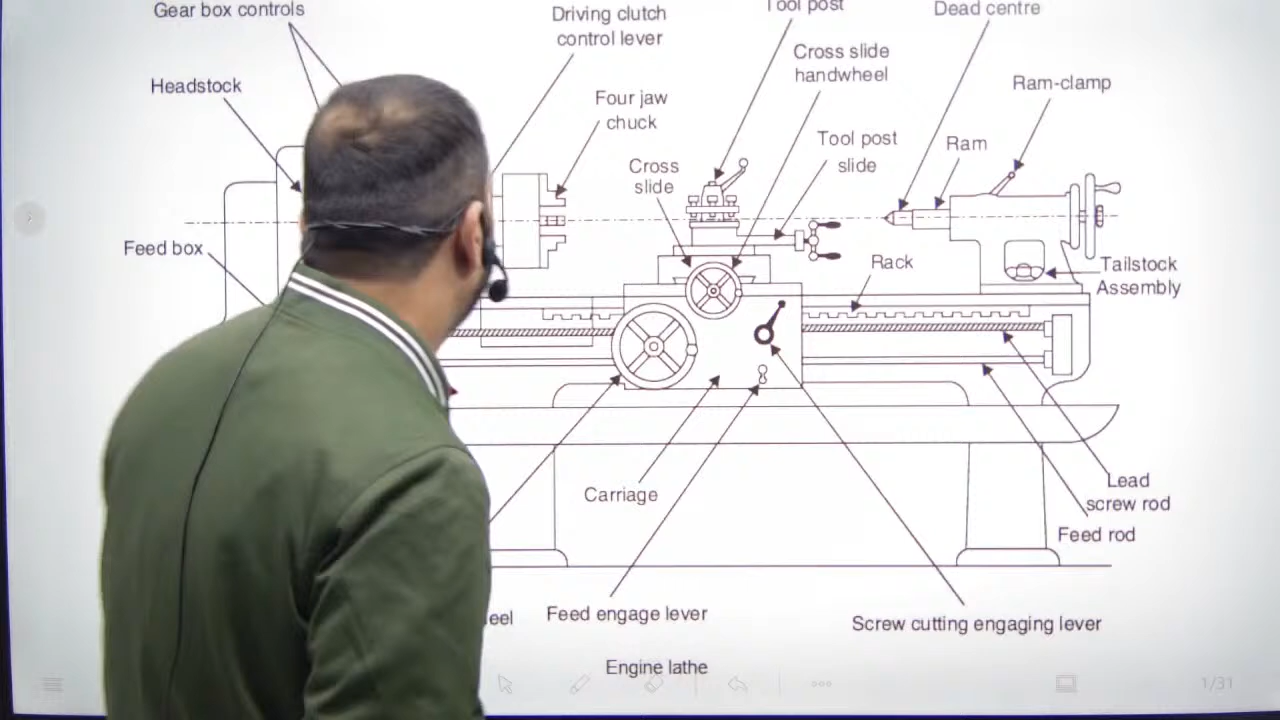 Gear box controls
Driving clutch
control lever
Tool post
Dead centre
Cross slide
handwheel
Headstock
Four jaw
chuck
Ram-clamp
Tool post
slide
Ram
Cross
slide
Feed box
Rack
Tailstock
Assembly
Carriage
Lead
screw rod
Feed rod
eel
Feed engage lever
Screw cutting engaging lever
Engine lathe
1/31